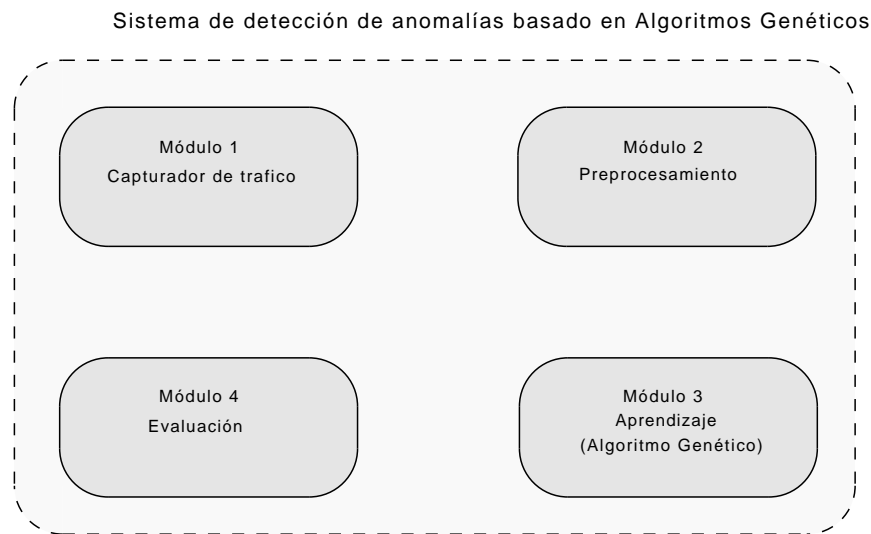 Sistema de detección de anomalías basado en Algoritmos Genéticos
Módulo 1
Capturador de trafico
Módulo 2
Preprocesamiento
Módulo 4
Evaluación
Módulo 3
Aprendizaje
(Algoritmo Genético)